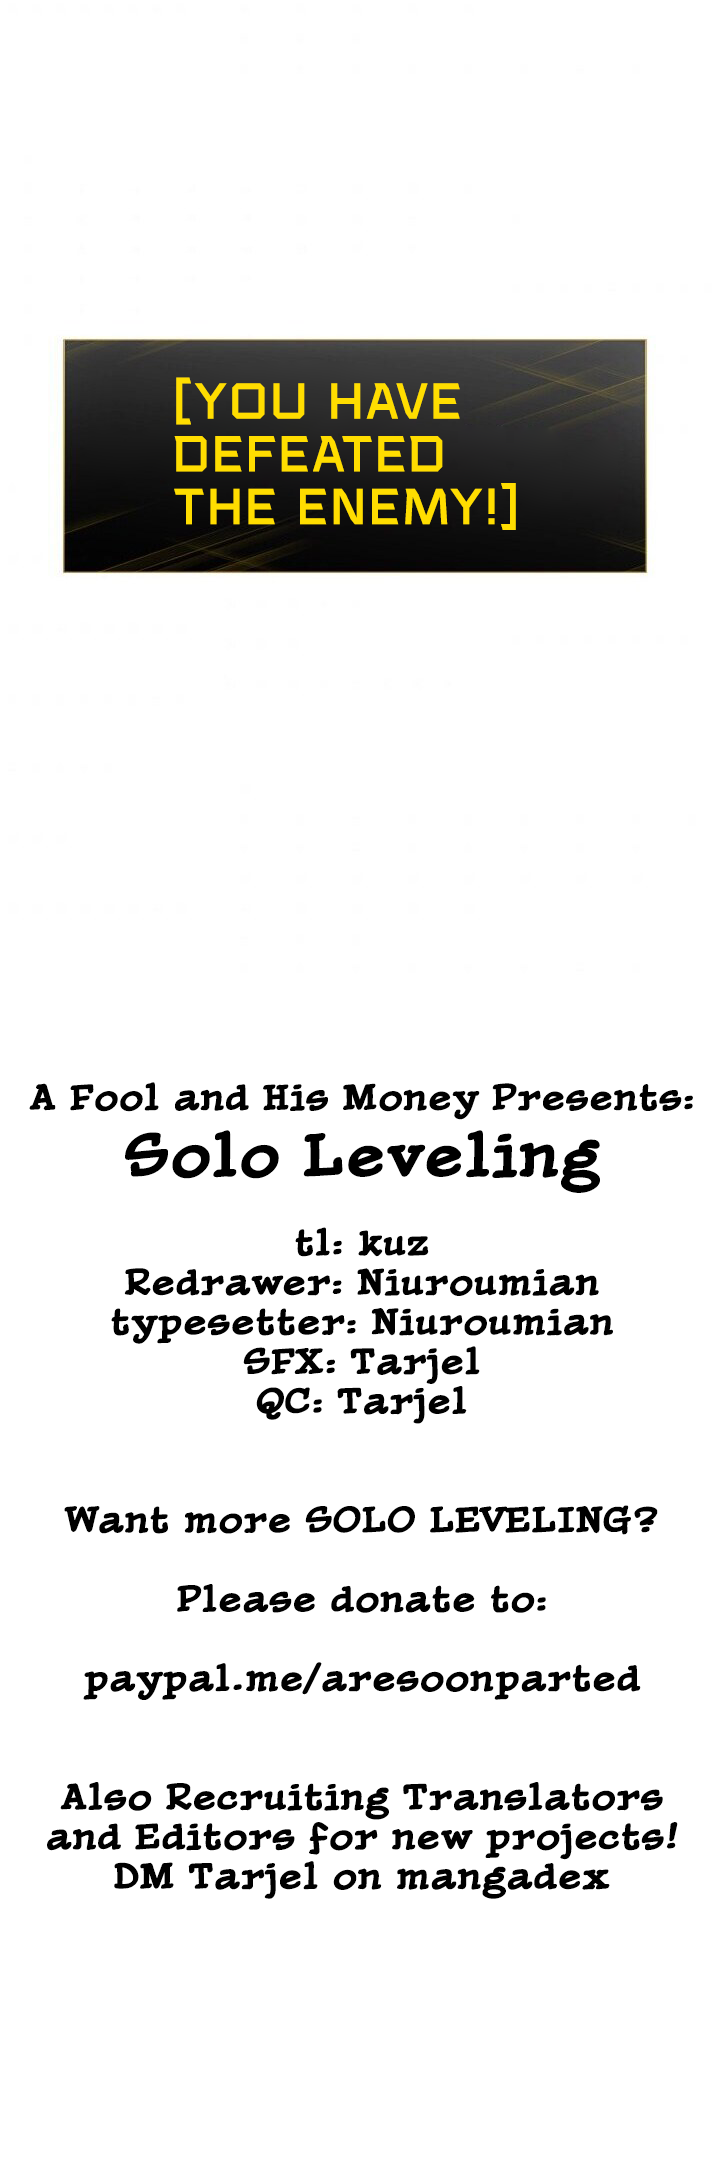 [YOU HAVE
DEFEATED
THE ENEMY!]
A Fool and His Money Presents:
Solo Leveling
tl: kuz
Redrawer: Niuroumian
typesetter: Niuroumian
SFX: Tarjel
QC: Tarjel
Want more SOLO LEVELING?
Please donate to:
paypal.me/aresoonparted
Also Recruiting Translators
and Editors for new projects!
DM Tarjel on mangadex